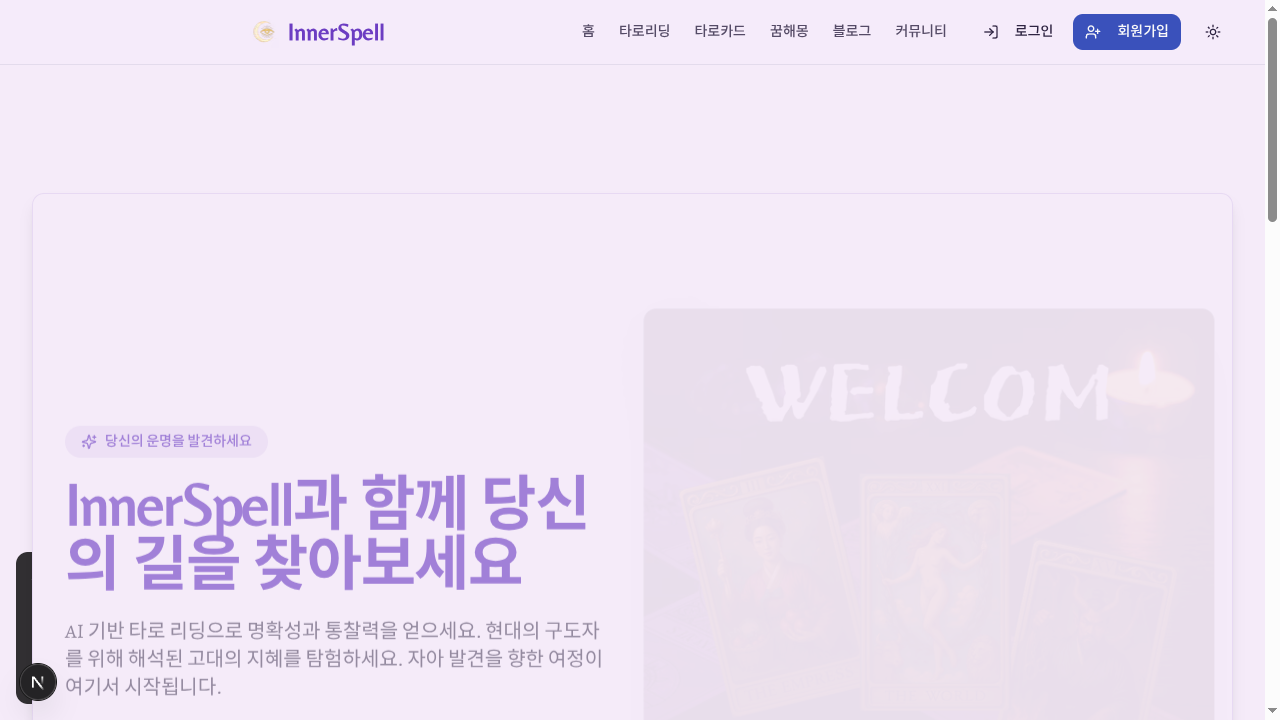 InnerSpell
홈 타로리딩 타로카드 꿈해몽 블로그 커뮤니티 로그인 회원가입
당신의 운명을 발견하세요
InnerSpell과 함께 당신
의 길을 찾아보세요
AI 기반 타로 리딩으로 명확성과 통찰력을 얻으세요. 현대의 구도자
를 위해 해석된 고대의 지혜를 탐험하세요. 자아 발견을 향한 여정이
여기서 시작됩니다.
WELCOM
N